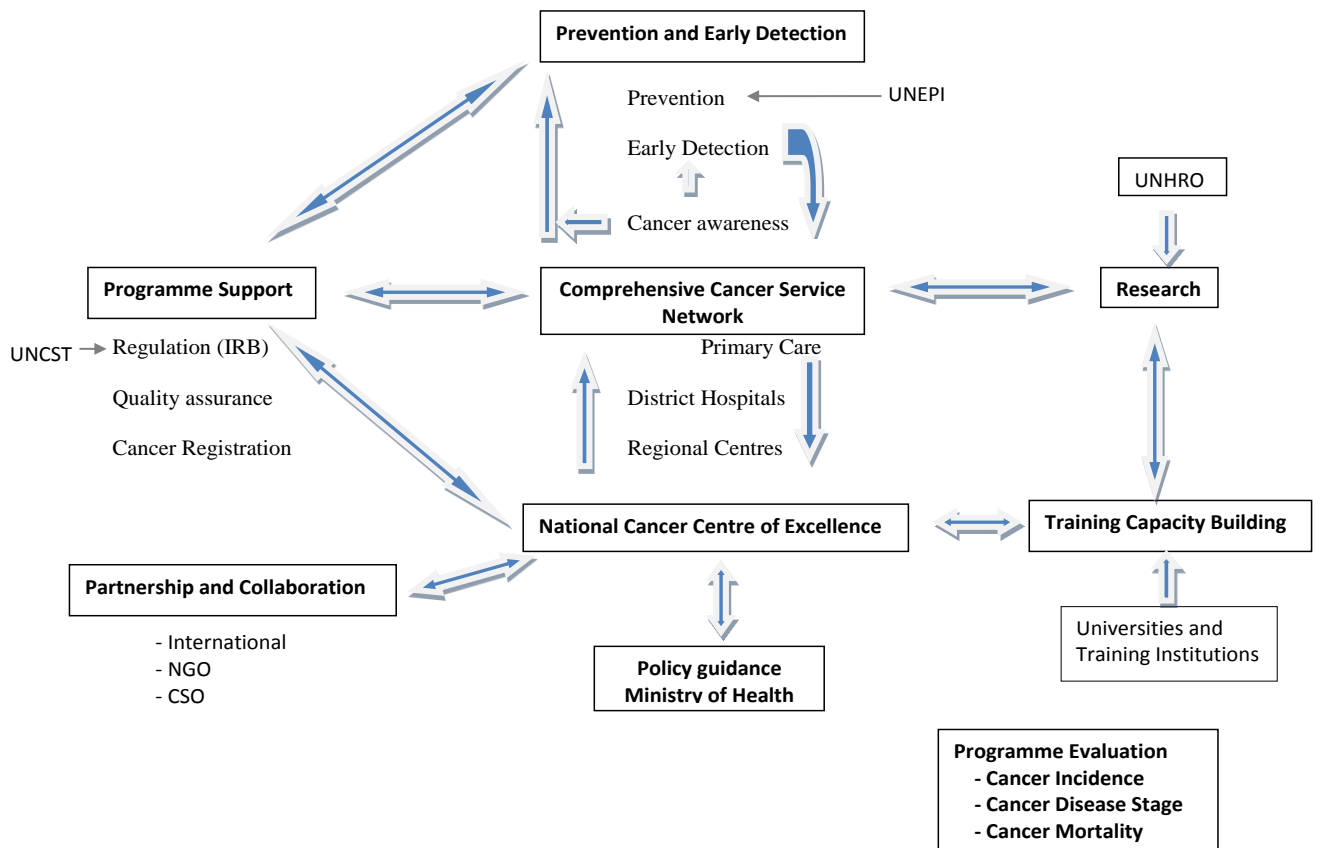 Prevention and Early Detection
Prevention
UNEPI
Early Detection
UNHRO
Cancer awareness
Programme Support
Comprehensive Cancer Service
Network
Research
UNCST
Regulation (IRB)
Primary Care
Quality assurance
District Hospitals
Cancer Registration
Regional Centres
National Cancer Centre of Excellence
Training Capacity Building
Partnership and Collaboration
- International
- NGO
- CSO
Policy guidance
Ministry of Health
Universities and
Training Institutions
Programme Evaluation
- Cancer Incidence
- Cancer Disease Stage
- Cancer Mortality